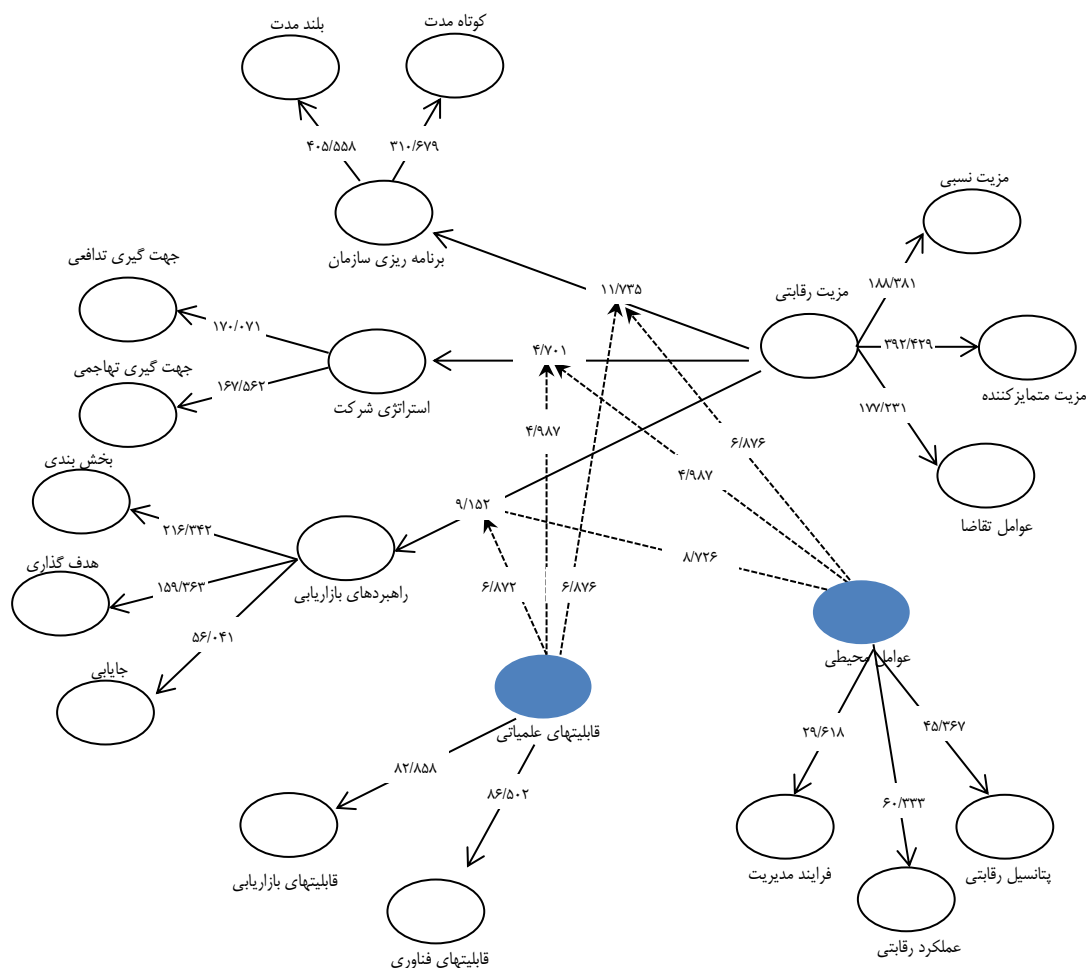 کوتاه مدت
بلند مدت
۳۱۰/۶۷۹
۴۰۵/۵۵۸
مزیت نسبی
برنامه ریزی سازمان
جهت گیری تدافعی
۱۸۸/۳۸۱
۱۱/۷۳۵
مزیت رقابتی
۱۷۰/۰۷۱
۳۹۲/۴۲۹
۴/۷۰۱
جهت گیری تهاجمی
۱۶۷/۵۶۲
مزیت متمایزکننده
استراتژی شرکت
۱۷۷/۲۳۱
۴/۹۸۷
۶/۸۷۶
بخش بندی
۴/۹۸۷
۹/۱۵۲
عوامل تقاضا
۲۱۶/۳۴۲
۸/۷۲۶
هدف گذاری
۱۵۹/۳۶۳
۶/۸۷۲
۶/۸۷۶
راهبردهای بازاریابی
۵۶/۰۴۱
عوامل محیطی
جایابی
قابلیتهای علمیاتی
۴۵/۳۶۷
۲۹/۶۱۸
۸۲/۸۵۸
۸۶/۵۰۲
۶۰/۳۳۳
پتانسیل رقابتی
فرایند مدیریت
قابلیتهای بازاریابی
عملکرد رقابتی
قابلیتهای فناوری